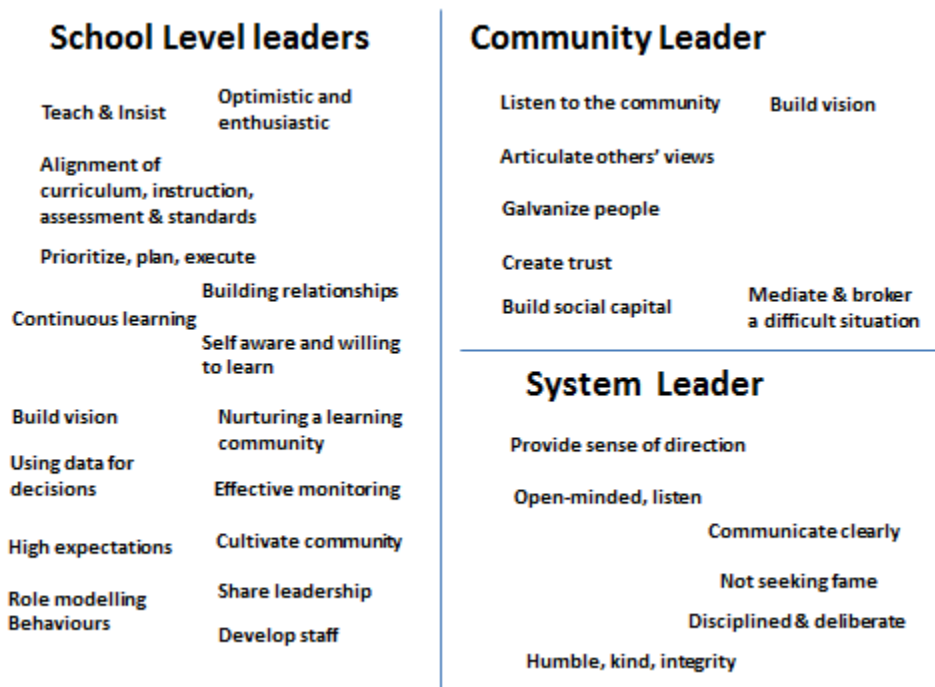 School Level leaders
Teach & Insist
Optimistic and
enthusiastic
Alignment of
curriculum, instruction,
assessment & standards
Prioritize, plan, execute
Building relationships
Continuous learning
Self aware and willing
to learn
Build vision
Nurturing a learning
community
Using data for
decisions
Effective monitoring
High expectations
Cultivate community
Role modelling
Behaviours
Share leadership
Develop staff
Community Leader
Listen to the community
Build vision
Articulate others' views
Galvanize people
Create trust
Build social capital
Mediate & broker
a difficult situation
System Leader
Provide sense of direction
Open-minded, listen
Communicate clearly
Not seeking fame
Disciplined & deliberate
Humble, kind, integrity